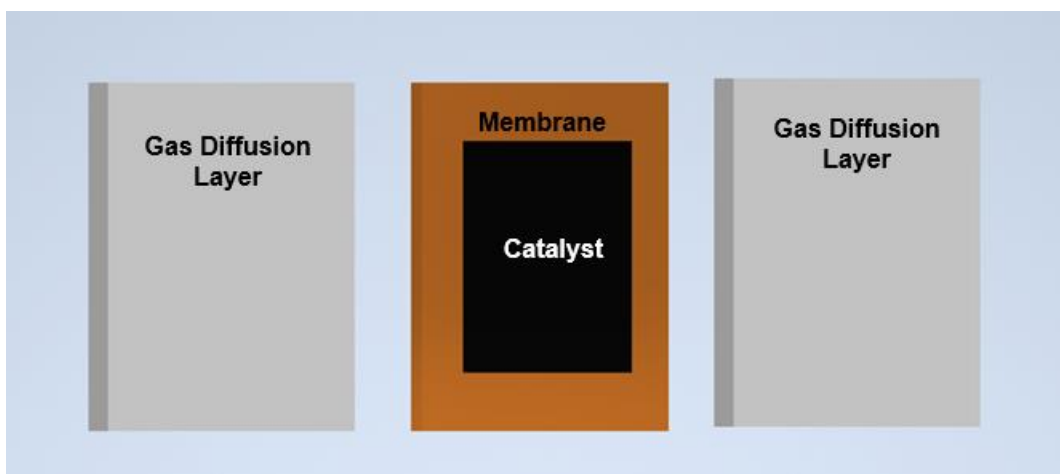 Gas Diffusion
Layer
Membrane
Catalyst
Gas Diffusion
Layer